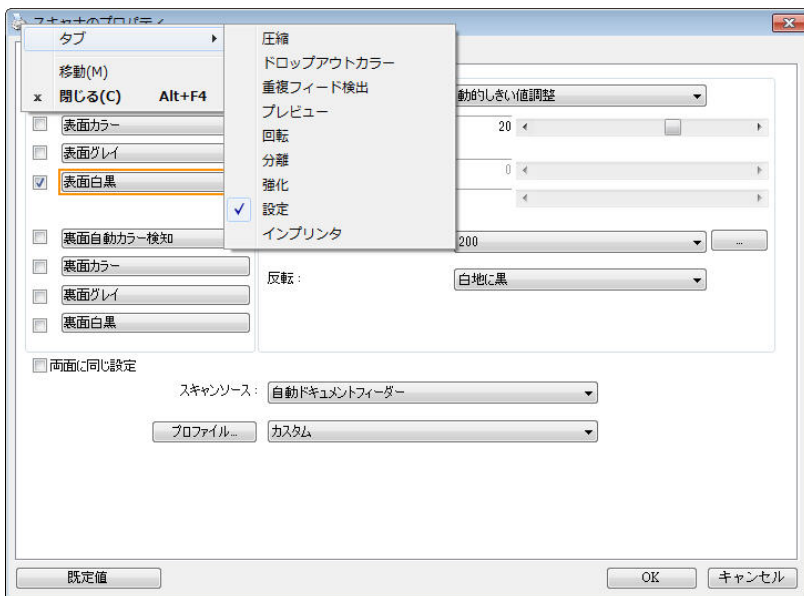 スキャナのプロパティ
タブ
移動(M)
x 閉じる(C) Alt+F4
圧縮
ドロップアウトカラー
重複フィード検出
プレビュー
回転
分離
強化
設定
インプリンタ
動的しきい値調整
20
0
表面カラー
表面グレイ
表面白黒
裏面自動カラー検知
200
...
裏面カラー
反転:
白地に黒
裏面グレイ
裏面白黒
両面に同じ設定
スキャンソース:
自動ドキュメントフィーダー
プロファイル...
カスタム
既定値
OK
キャンセル